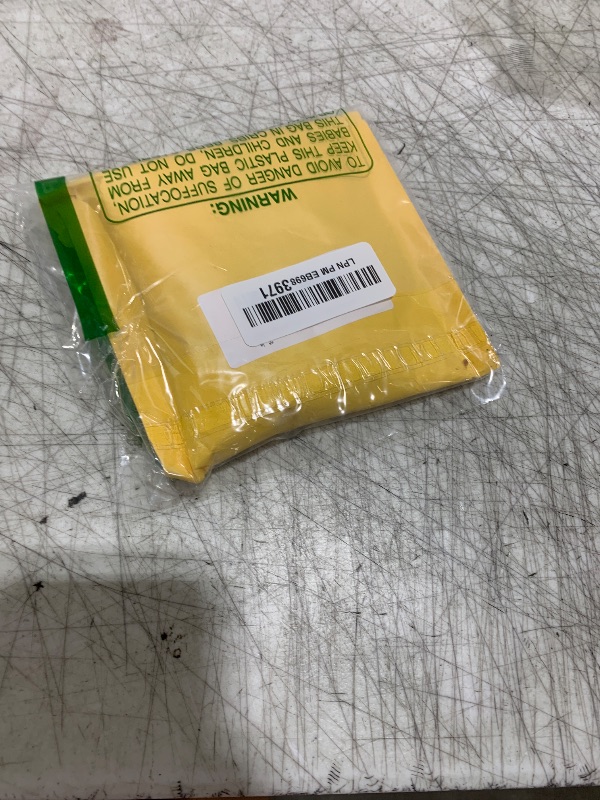 WARNING:
TO AVOID DANGER OF SUFFOCATION,
KEEP THIS PLASTIC BAG AWAY FROM
BABIES AND CHILDREN. DO NOT USE
THIS BAG IN
LPN PM EB6983971